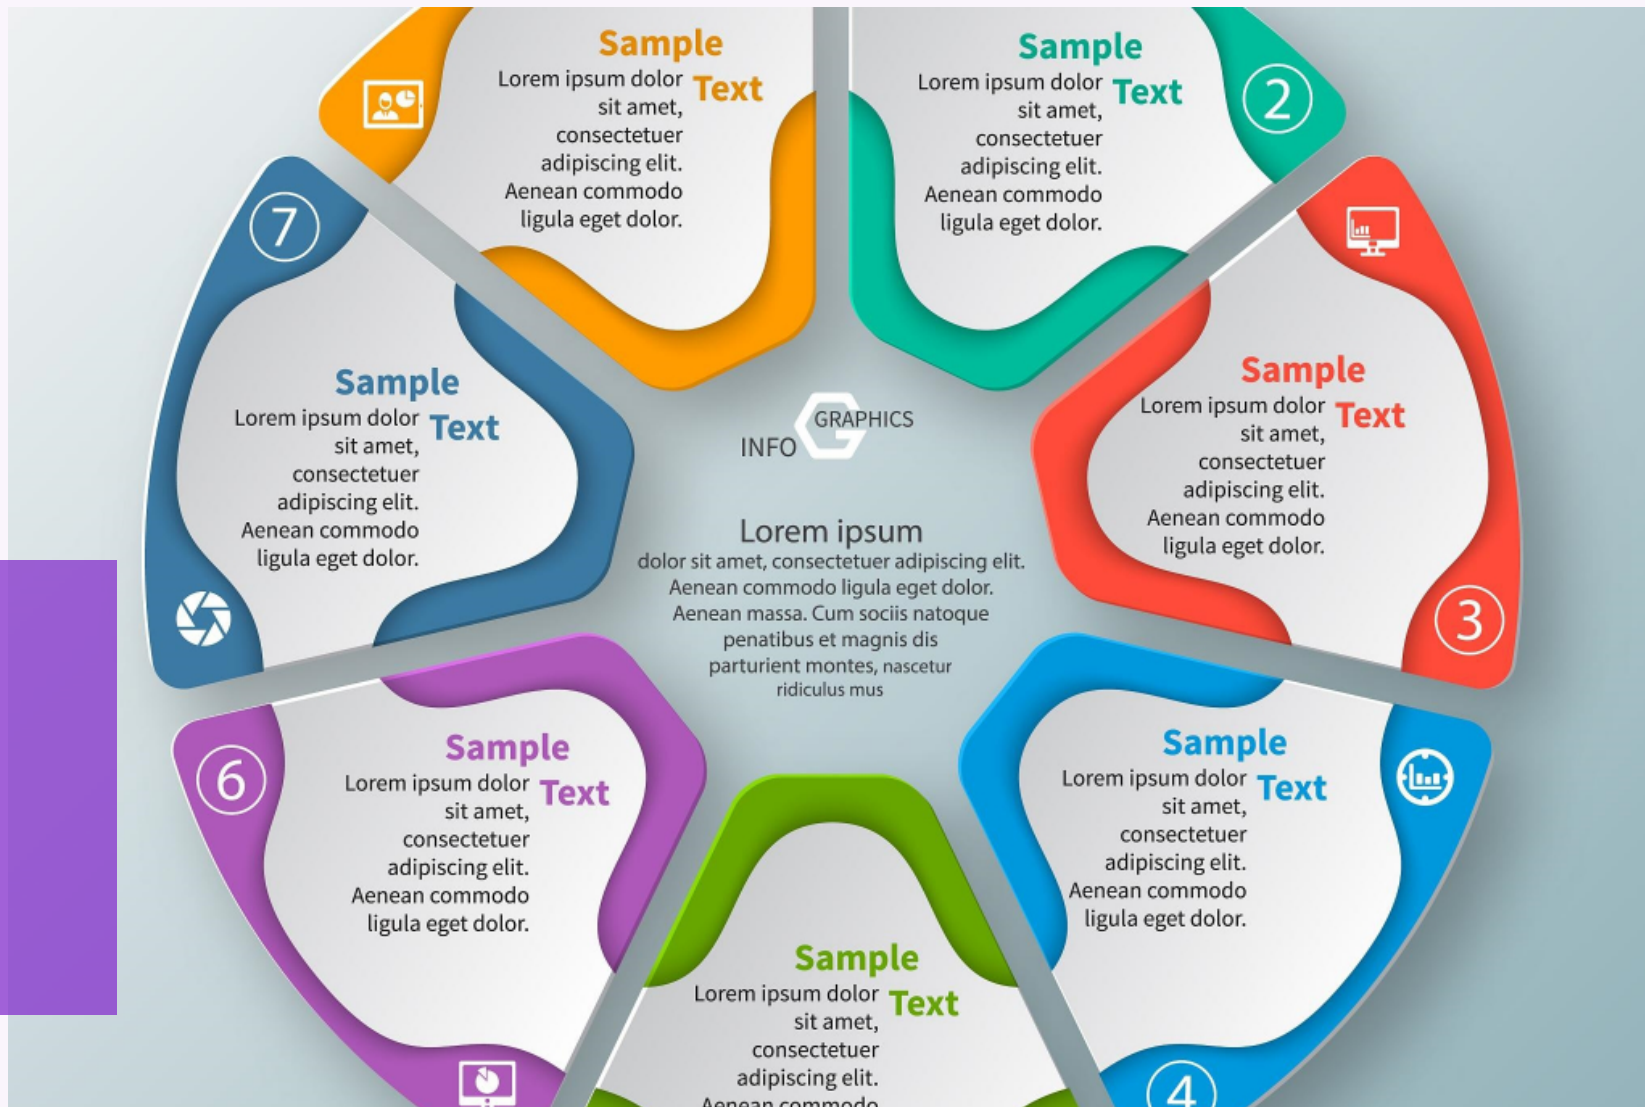 Sample
Text
Lorem ipsum dolor
sit amet,
consectetuer
adipiscing elit.
Aenean commodo
ligula eget dolor.
Sample
Text
Lorem ipsum dolor
sit amet,
consectetuer
adipiscing elit.
Aenean commodo
ligula eget dolor.
2
7
Sample
Text
Lorem ipsum dolor
sit amet,
consectetuer
adipiscing elit.
Aenean commodo
ligula eget dolor.
INFO
G
GRAPHICS
Lorem ipsum
dolor sit amet, consectetuer adipiscing elit.
Aenean commodo ligula eget dolor.
Aenean massa. Cum sociis natoque
penatibus et magnis dis
parturient montes, nascetur
ridiculus mus
Sample
Text
Lorem ipsum dolor
sit amet,
consectetuer
adipiscing elit.
Aenean commodo
ligula eget dolor.
3
6
Sample
Text
Lorem ipsum dolor
sit amet,
consectetuer
adipiscing elit.
Aenean commodo
ligula eget dolor.
Sample
Text
Lorem ipsum dolor
sit amet,
consectetuer
adipiscing elit.
Aenean commodo
ligula eget dolor.
4
Sample
Text
Lorem ipsum dolor
sit amet,
consectetuer
adipiscing elit.
Aenean commodo